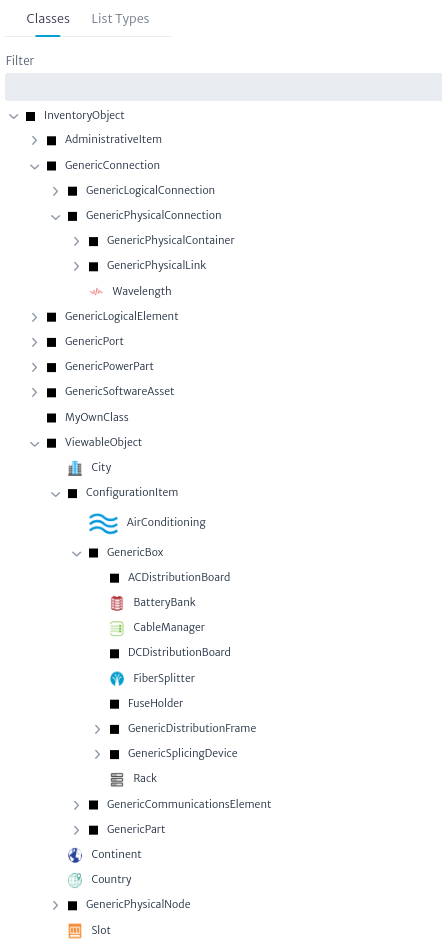 Classes List Types
Filter
InventoryObject
AdministrativeItem
GenericConnection
GenericLogicalConnection
GenericPhysicalConnection
GenericPhysicalContainer
GenericPhysicalLink
Wavelength
GenericLogicalElement
GenericPort
GenericPowerPart
GenericSoftwareAsset
MyOwnClass
ViewableObject
City
ConfigurationItem
AirConditioning
GenericBox
ACDistributionBoard
BatteryBank
CableManager
DCDistributionBoard
FiberSplitter
FuseHolder
GenericDistributionFrame
GenericSplicingDevice
Rack
GenericCommunicationsElement
GenericPart
Continent
Country
GenericPhysicalNode
Slot